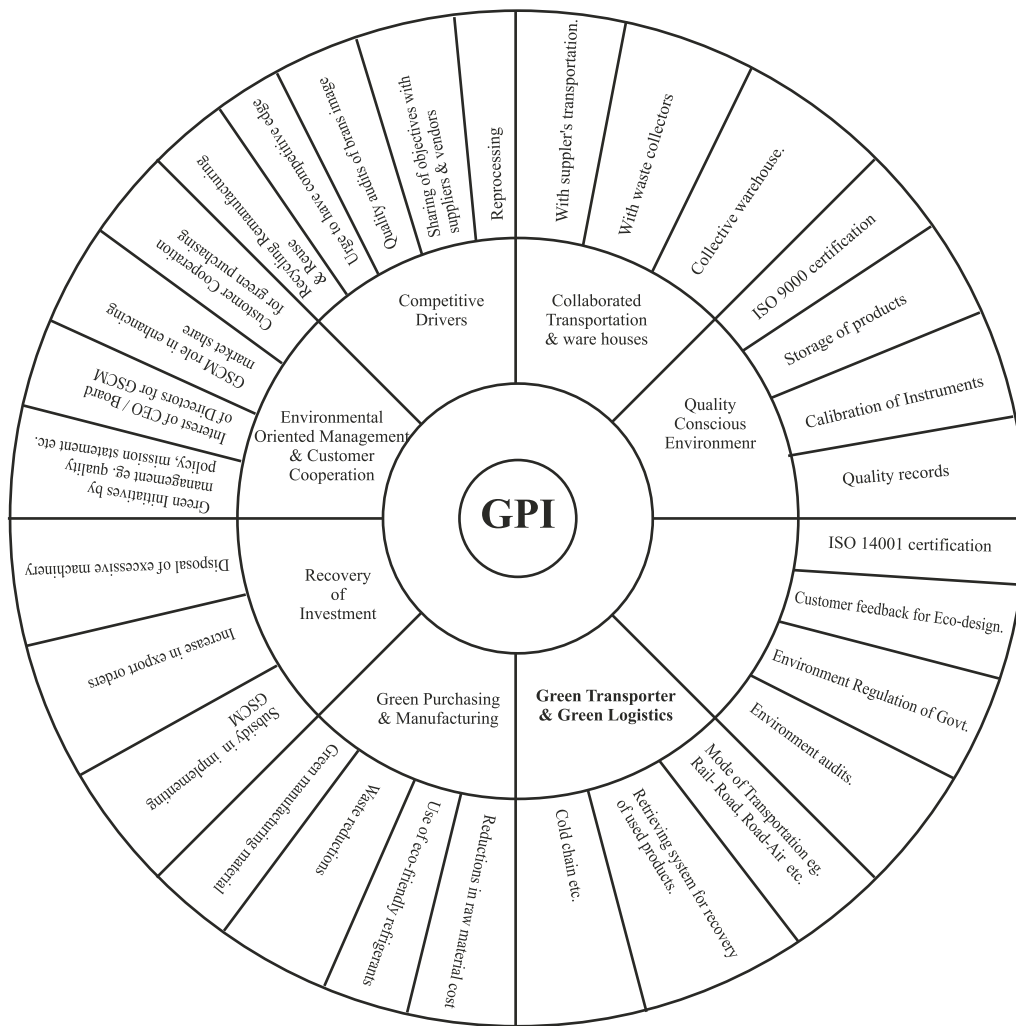 GPI
Collaborated
Transportation
& ware houses
With suppler's transportation.
With waste collectors
Collective warehouse.
Quality
Conscious
Environment
ISO 9000 certification
Storage of products
Calibration of Instruments
Quality records
ISO 14001 certification
Customer feedback for Eco-design.
Environment Regulation of Govt.
Environment audits.
Green Transporter
& Green Logistics
Mode of Transportation eg.
Rail- Road, Road-Air etc.
Retrieving system for recovery
of used products.
Cold chain etc.
Green Purchasing
& Manufacturing
Reductions in raw material cost
Use of eco-friendly refrigerants
Waste reductions
Green manufacturing material
Recovery
of
Investment
Subsidy in implementing
GSCM
Increase in export orders
Disposal of excessive machinery
Environmental
Oriented Management
& Customer
Cooperation
Green Initiatives by
management eg. quality
policy, mission statement etc.
Interest of CEO / Board
of Directors for GSCM
GSCM role in enhancing
market share
Customer Cooperation
for green purchasing
Competitive
Drivers
Recycling Remanufacturing
& Reuse
Urge to have competitive edge
Quality audits of brans image
Sharing of objectives with
suppliers & vendors
Reprocessing